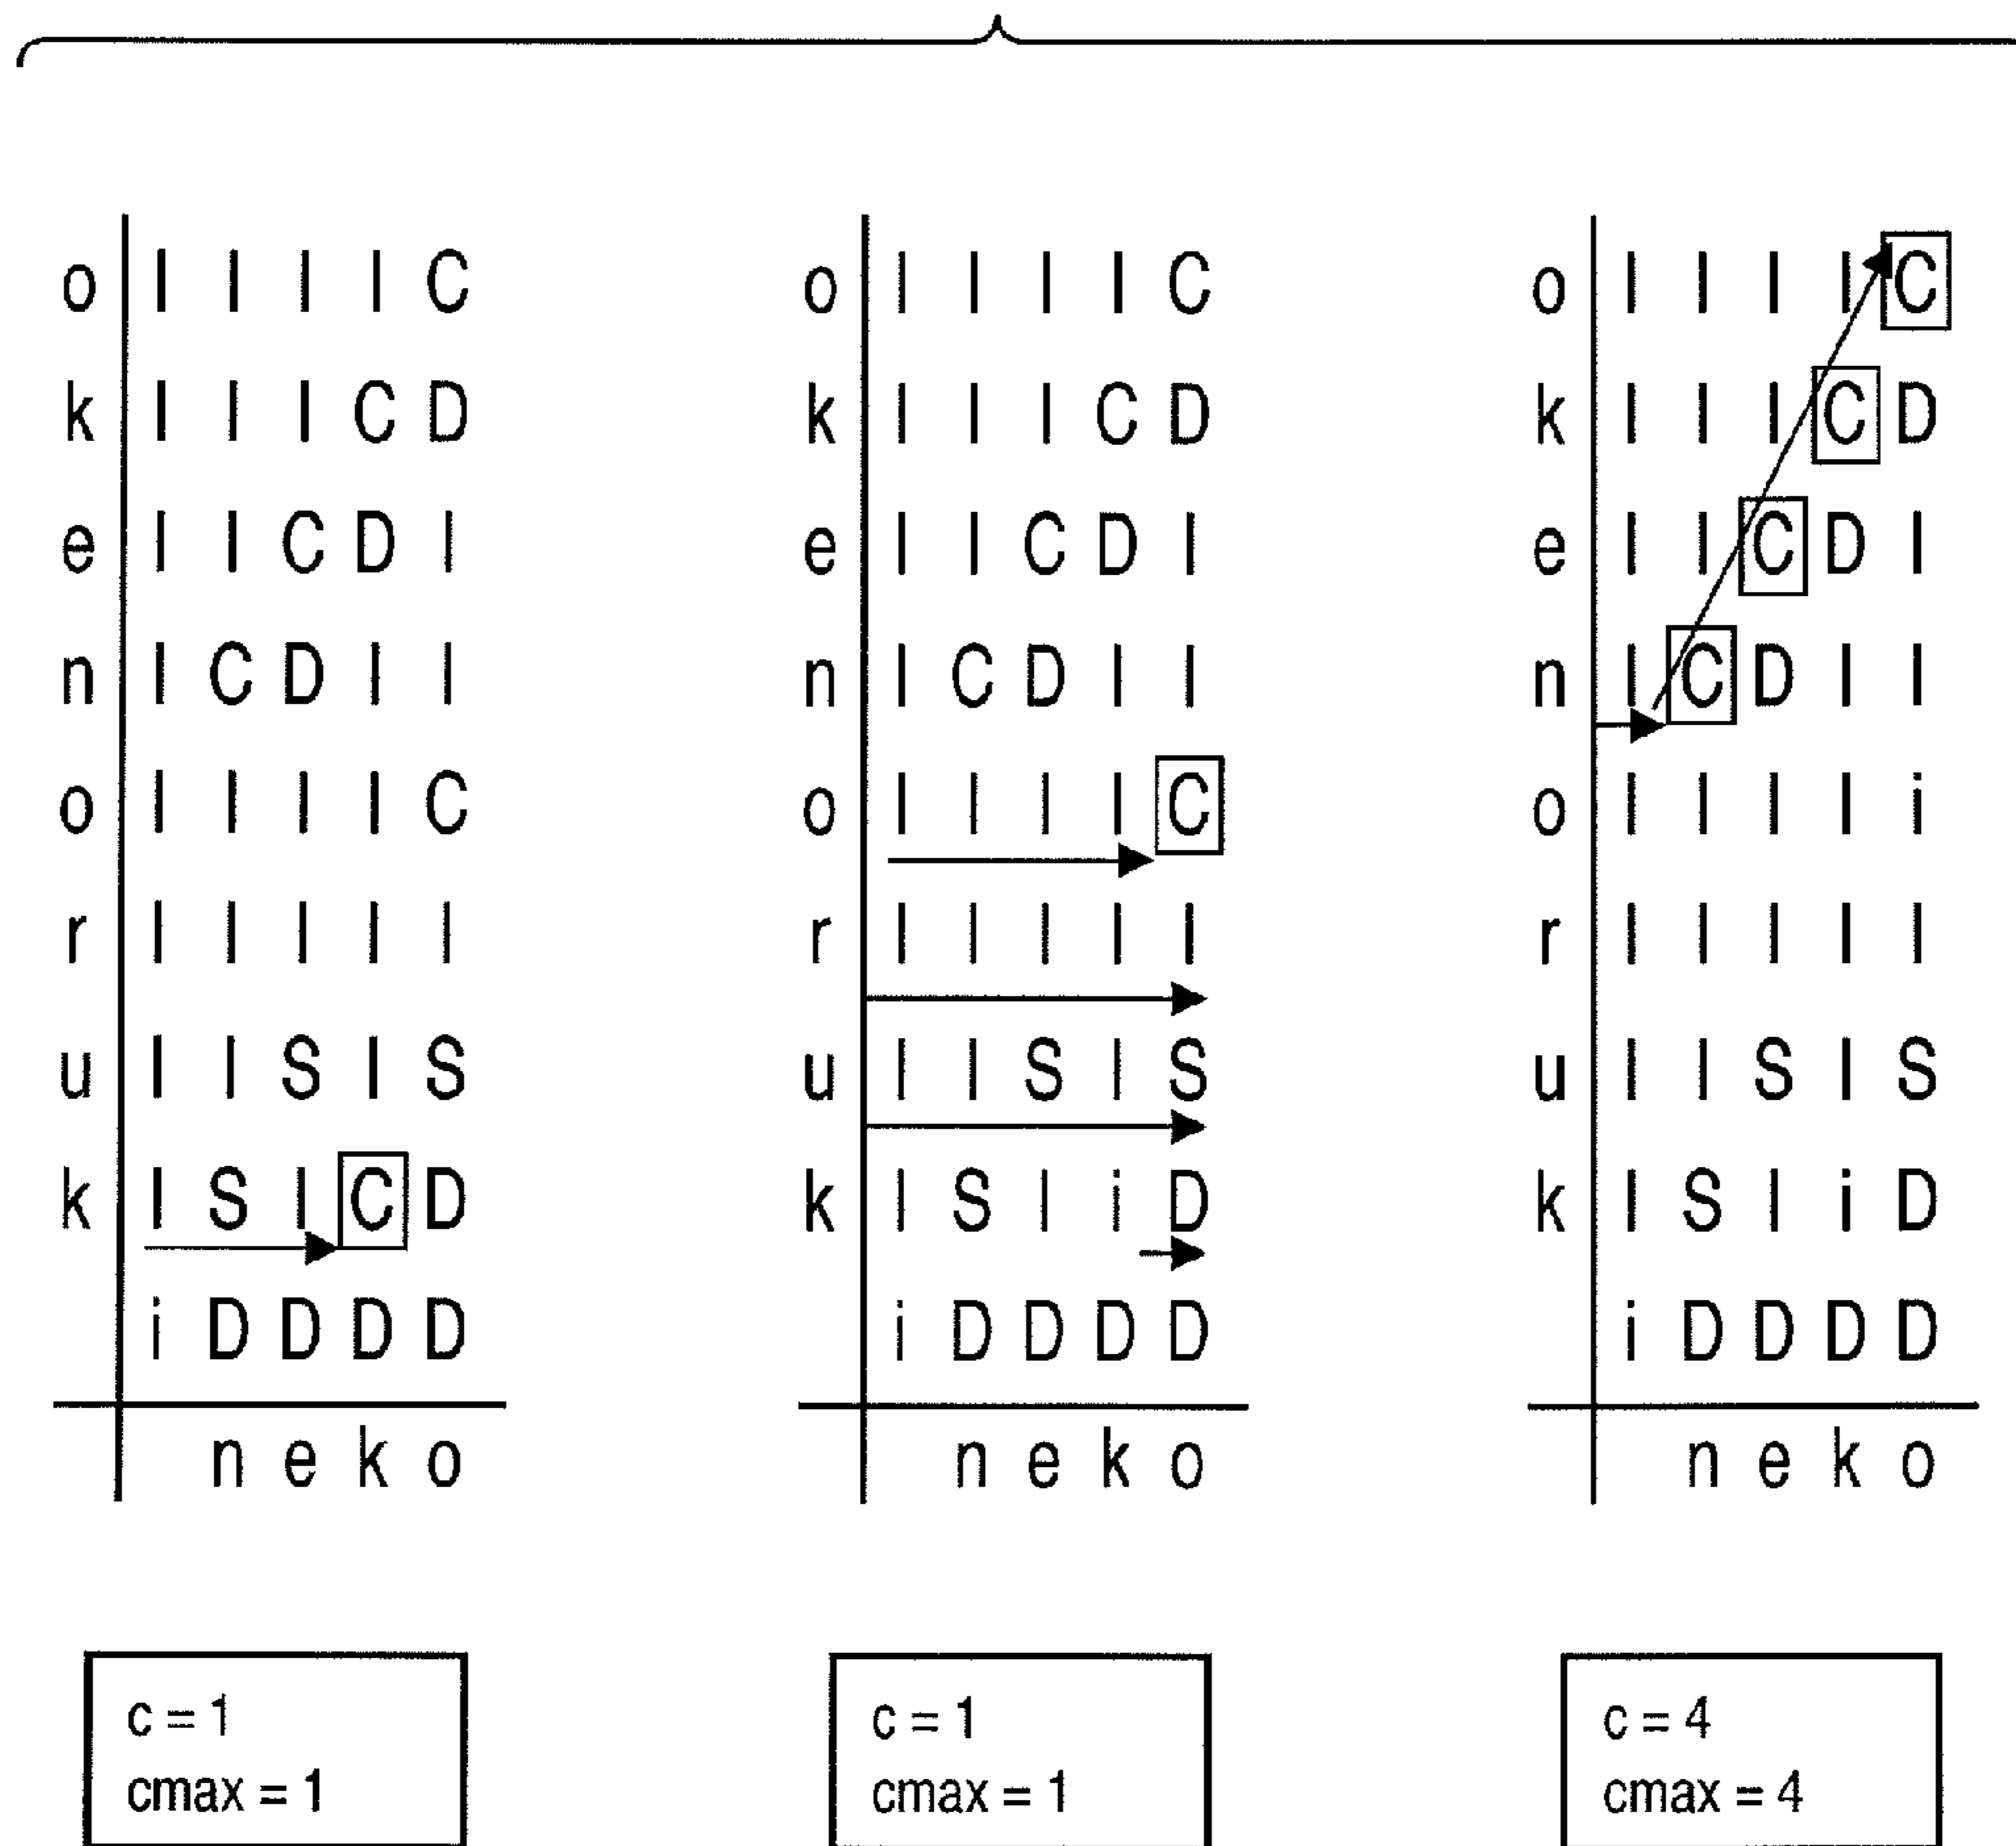 o I I I I C
k I I I C D
e I I C D I
n I C D I I
o I I I I C
r I I I I I
u I I S I S
k I S I C D
i D D D D
n e k o
c = 1
cmax = 1
o I I I I C
k I I I C D
e I I C D I
n I C D I I
o I I I I C
r I I I I I
u I I S I S
k I S I i D
i D D D D
n e k o
c = 1
cmax = 1
o I I I I C
k I I I C D
e I I C D I
n I C D I I
o I I I I i
r I I I I I
u I I S I S
k I S I i D
i D D D D
n e k o
c = 4
cmax = 4